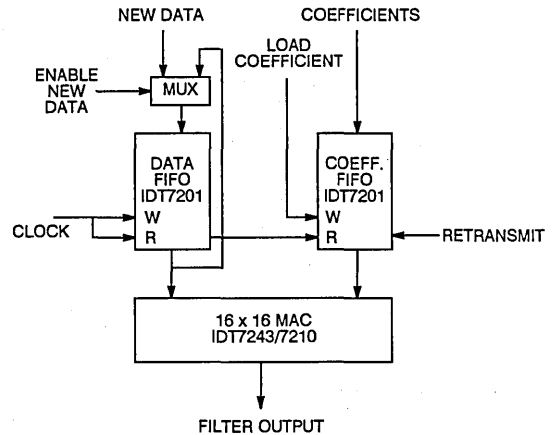 NEW DATA
COEFFICIENTS
LOAD
COEFFICIENT
ENABLE
NEW
DATA
MUX
DATA
FIFO
IDT7201
W
R
COEFF.
FIFO
IDT7201
W
R
CLOCK
RETRANSMIT
16 x 16 MAC
IDT7243/7210
FILTER OUTPUT